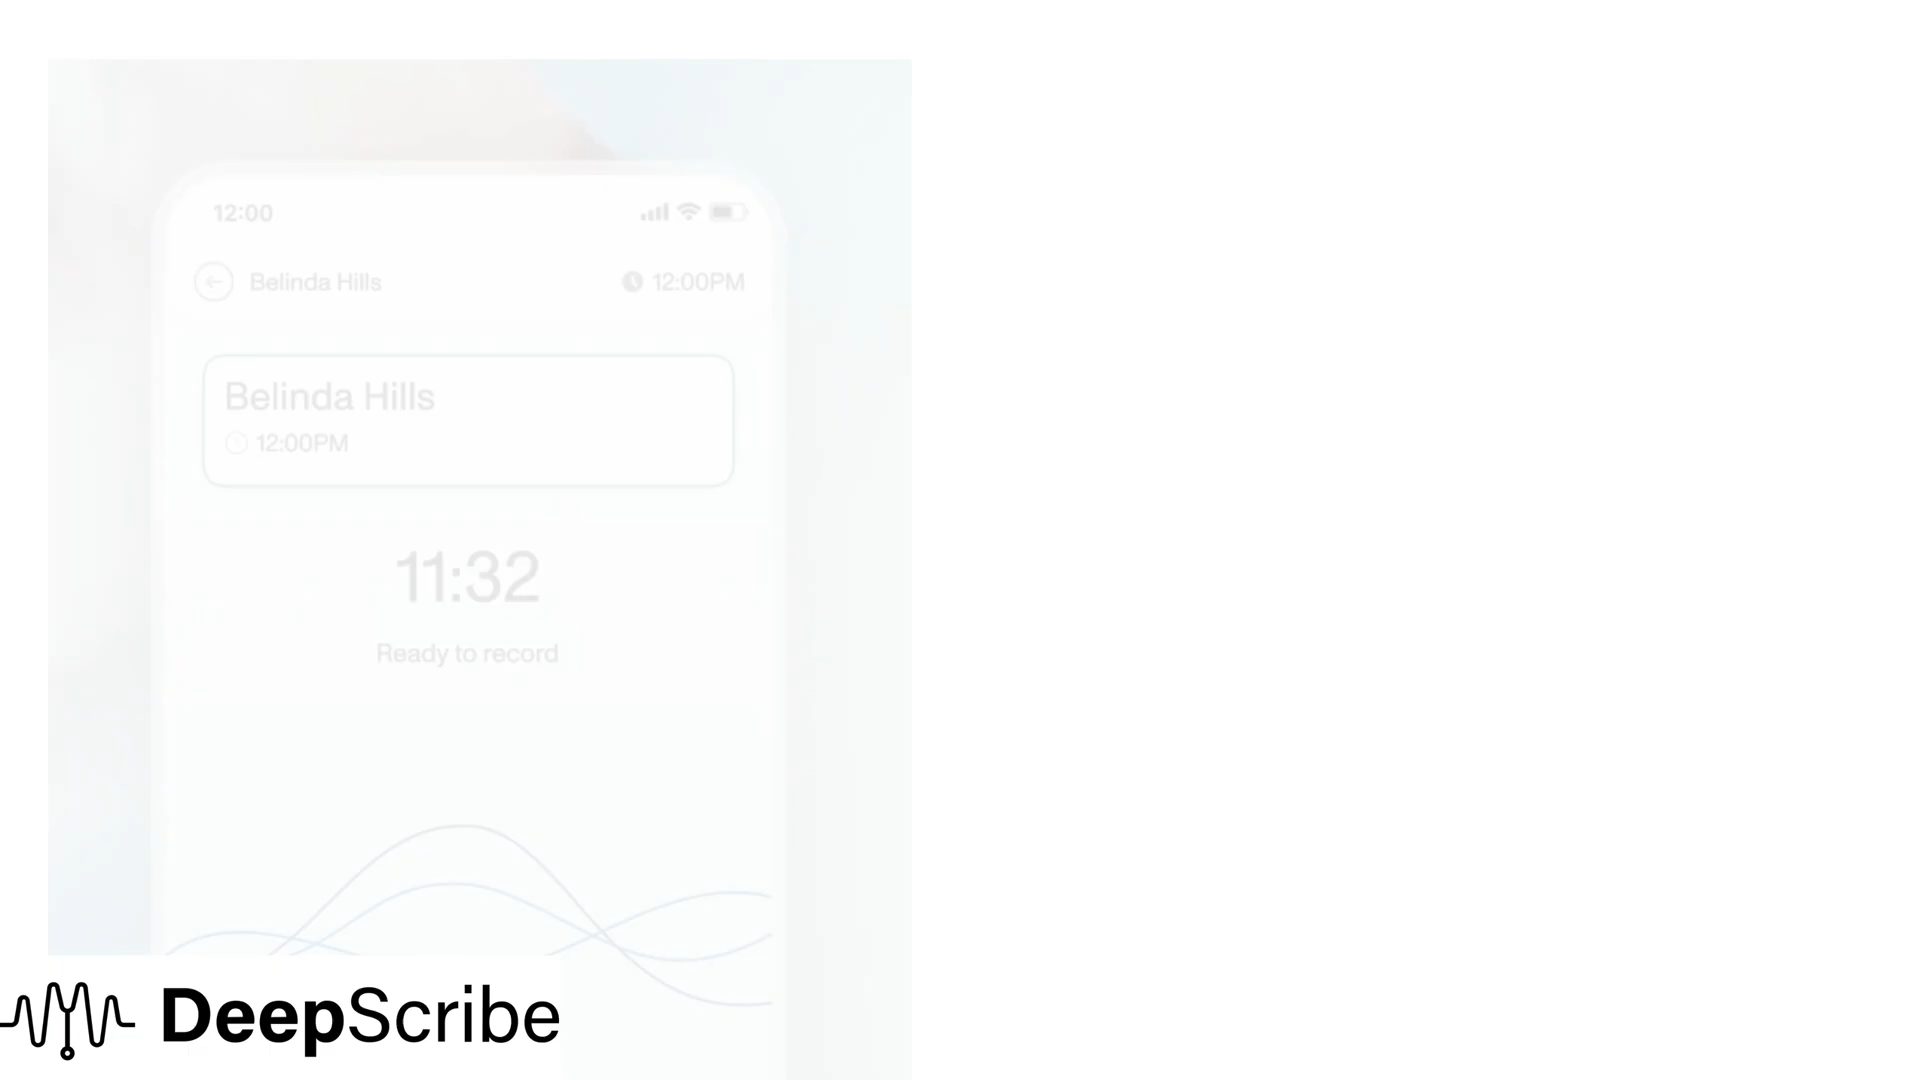 12:00
Belinda Hills 12:00PM
Belinda Hills
12:00PM
11:32
Ready to record
DeepScribe